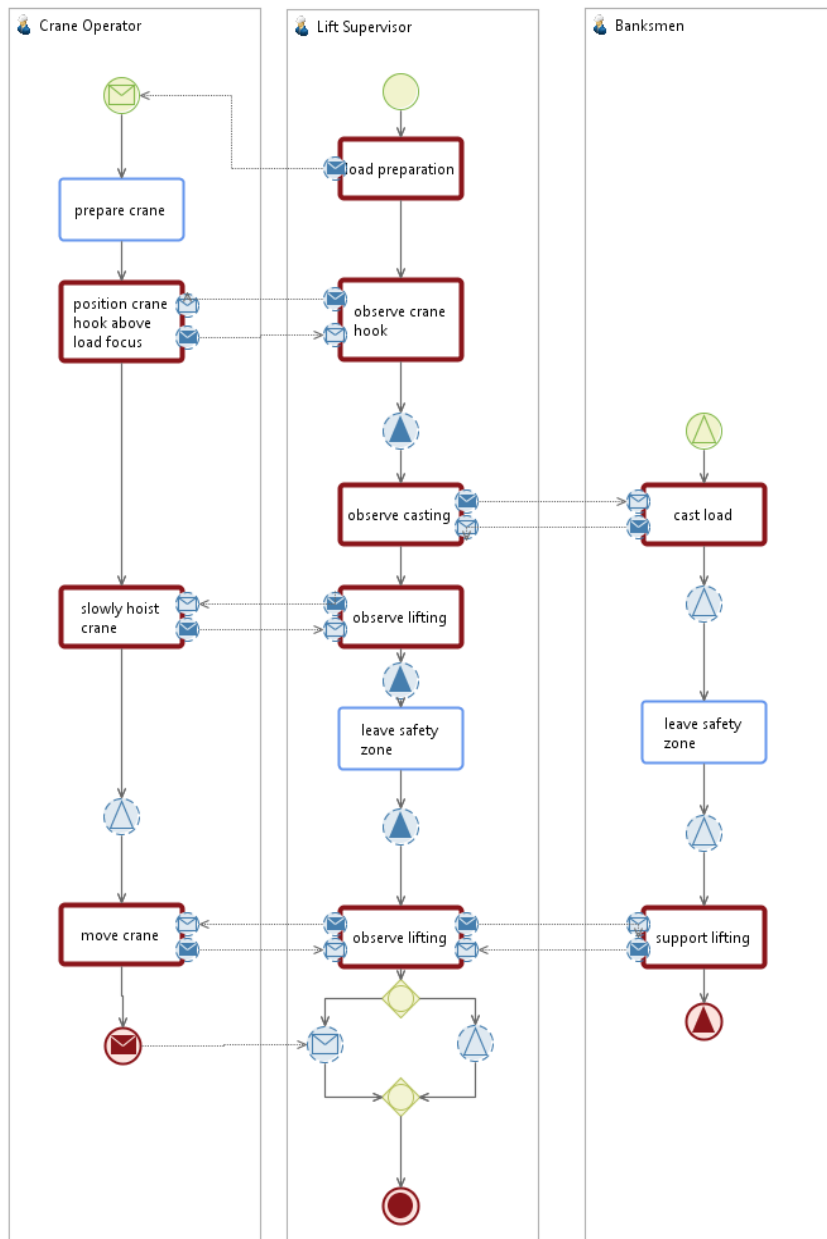 Crane Operator
Lift Supervisor
Banksmen
load preparation
prepare crane
position crane
hook above
load focus
observe crane
hook
observe casting
cast load
slowly hoist
crane
observe lifting
leave safety
zone
leave safety
zone
move crane
observe lifting
support lifting